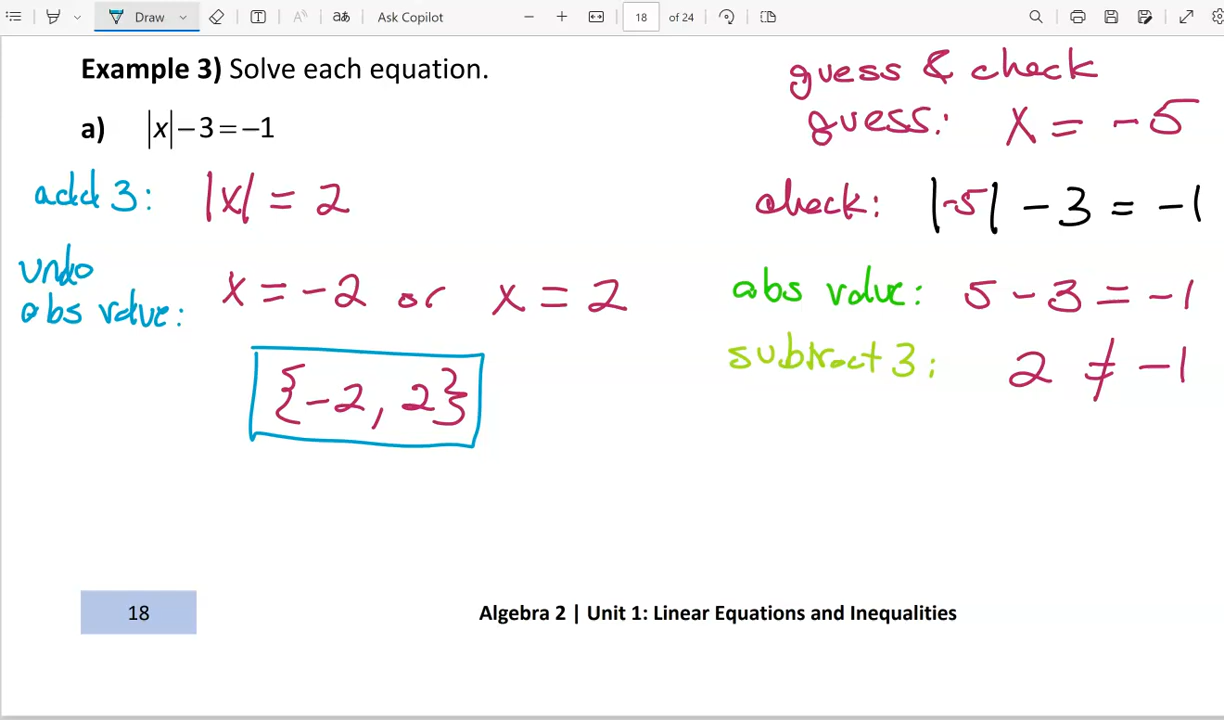 Draw
Ask Copilot
18 of 24
Example 3) Solve each equation.
a) |x|−3=−1
add 3: |x| = 2
undo
abs value: x = -2 or x = 2
{-2, 2}
guess & check
guess: x = -5
check: |-5| - 3 = -1
abs value: 5 - 3 = -1
subtract 3: 2 ≠ -1
18
Algebra 2 | Unit 1: Linear Equations and Inequalities